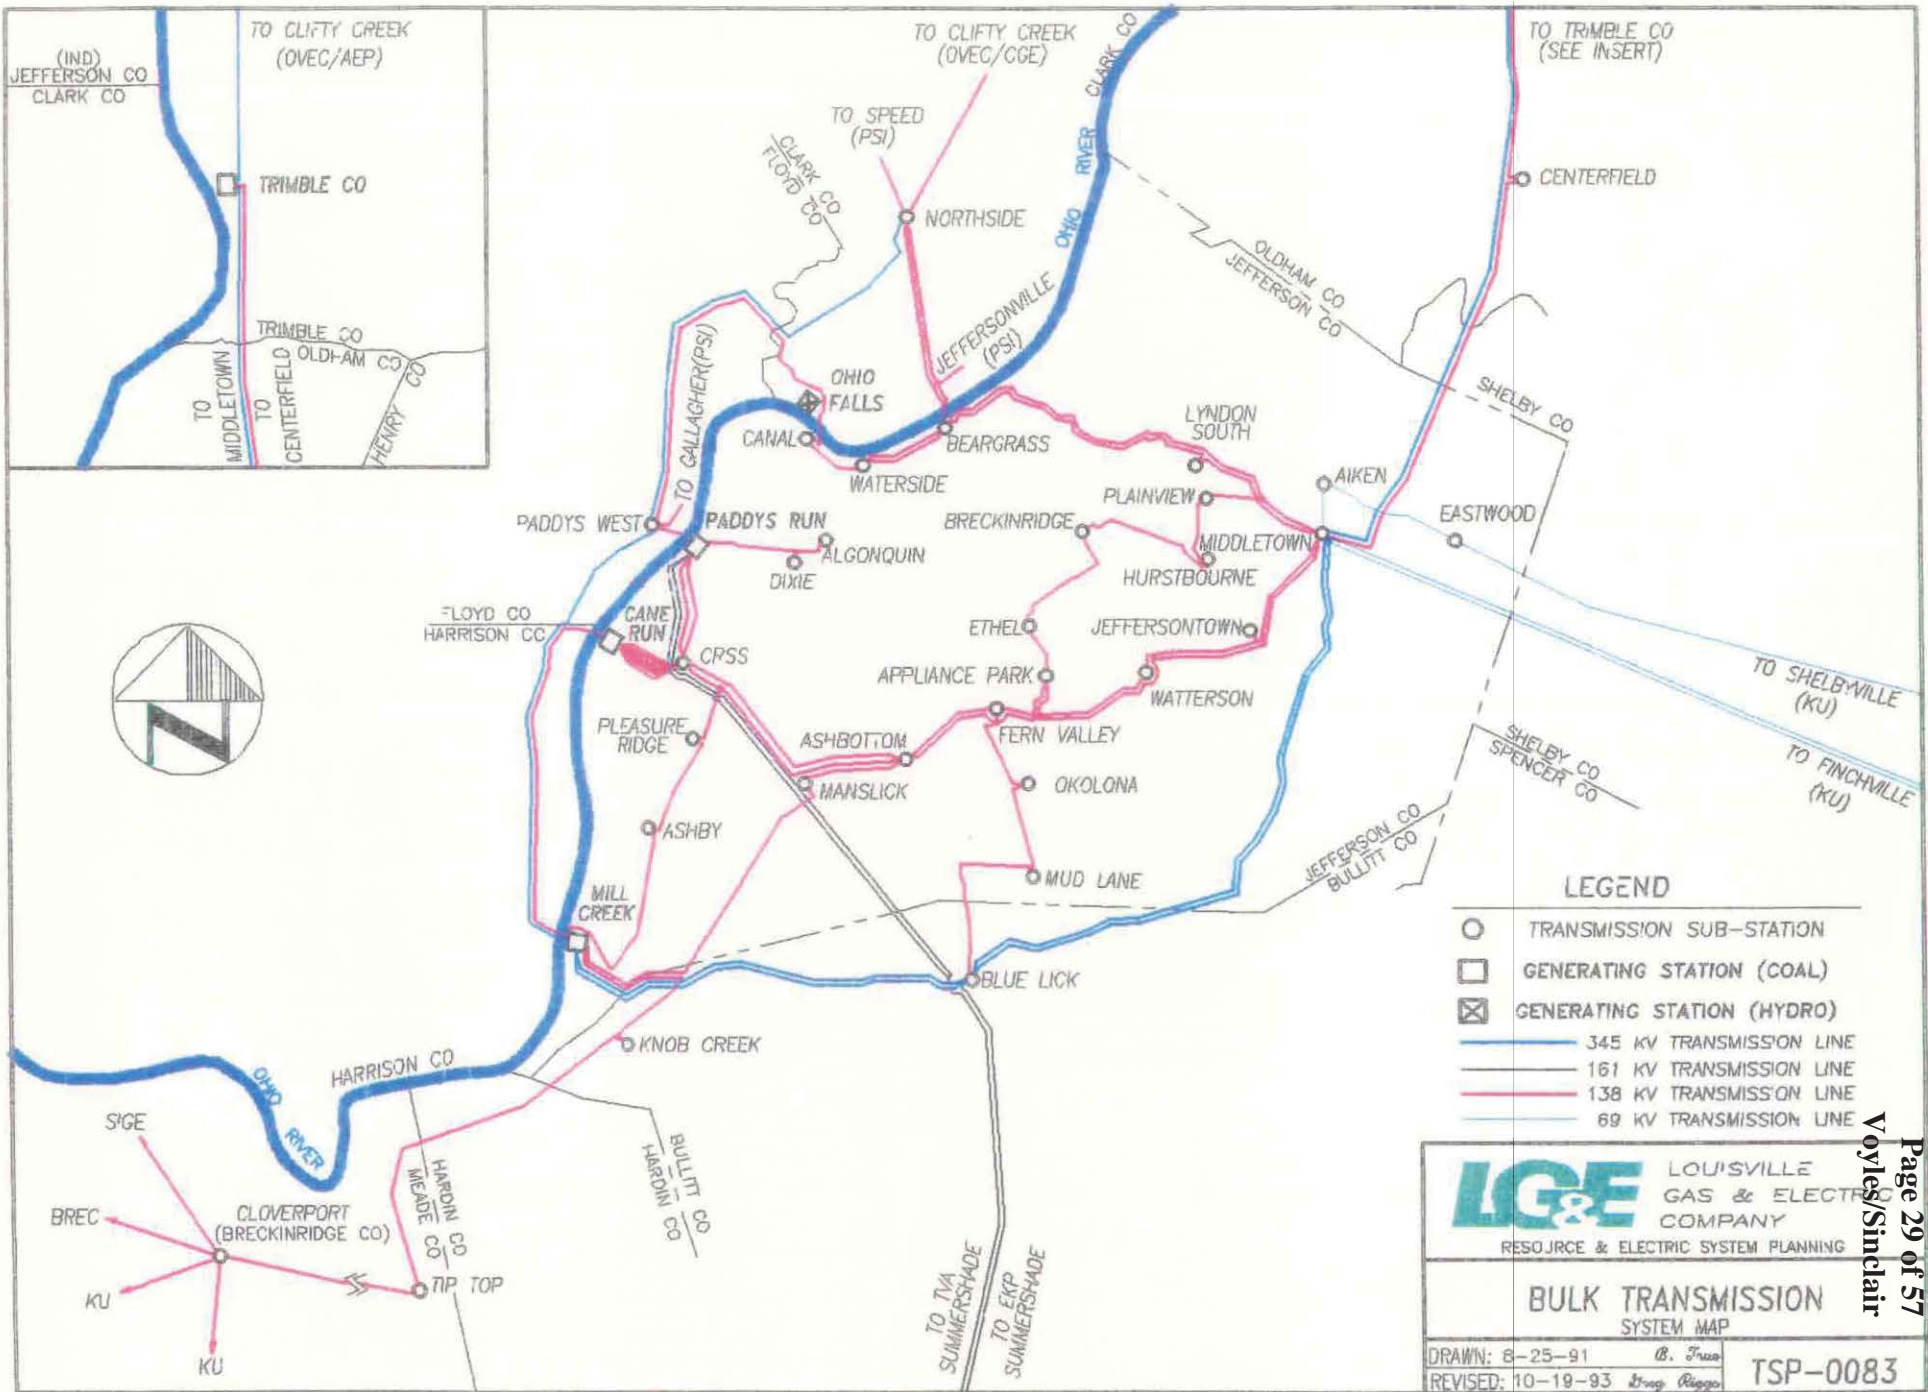 TO CLIFTY CREEK
(OVEC/AEP)
(IND)
JEFFERSON CO
CLARK CO
TRIMBLE CO
TRIMBLE CO
OLDHAM CO
HENRY CO
TO
MIDDLETOWN
TO
CENTERFIELD
TO CLIFTY CREEK
(OVEC/CGE)
TO SPEED
(PSI)
CLARK CO
FLOYD CO
CLARK CO
OHIO RIVER
TO TRIMBLE CO
(SEE INSERT)
CENTERFIELD
NORTHSIDE
OLDHAM CO
JEFFERSON CO
JEFFERSONVILLE
(PSI)
TO GALLAGHER(PSI)
OHIO
FALLS
CANAL
BEARGRASS
WATERSIDE
LYNDON
SOUTH
SHELBY CO
AIKEN
PLAINVIEW
EASTWOOD
PADDYS WEST
PADDYS RUN
ALGONQUIN
DIXIE
BRECKINRIDGE
MIDDLETOWN
HURSTBOURNE
FLOYD CO
HARRISON CO
CANE
RUN
ETHEL
JEFFERSONTOWN
CRSS
APPLIANCE PARK
WATTERSON
TO SHELBYVILLE
(KU)
PLEASURE
RIDGE
ASHBOTTOM
FERN VALLEY
SHELBY CO
SPENCER CO
TO FINCHVILLE
(KU)
MANSLICK
OKOLONA
ASHBY
JEFFERSON CO
BULLITT CO
MUD LANE
MILL
CREEK
BLUE LICK
KNOB CREEK
HARRISON CO
OHIO
RIVER
SIGE
BREC
CLOVERPORT
(BRECKINRIDGE CO)
KU
KU
TIP TOP
HARDIN CO
MEADE CO
BULLITT CO
HARDIN CO
TO TVA
SUMMERSHADE
TO EKP
SUMMERSHADE
LEGEND
TRANSMISSION SUB-STATION
GENERATING STATION (COAL)
GENERATING STATION (HYDRO)
345 KV TRANSMISSION LINE
161 KV TRANSMISSION LINE
138 KV TRANSMISSION LINE
69 KV TRANSMISSION LINE
LG&E
LOUISVILLE
GAS & ELECTRIC
COMPANY
RESOURCE & ELECTRIC SYSTEM PLANNING
BULK TRANSMISSION
SYSTEM MAP
DRAWN: 8-25-91 B. True
REVISED: 10-19-93 Greg Riggs
TSP-0083
Page 29 of 57
Voyles/Sinclair